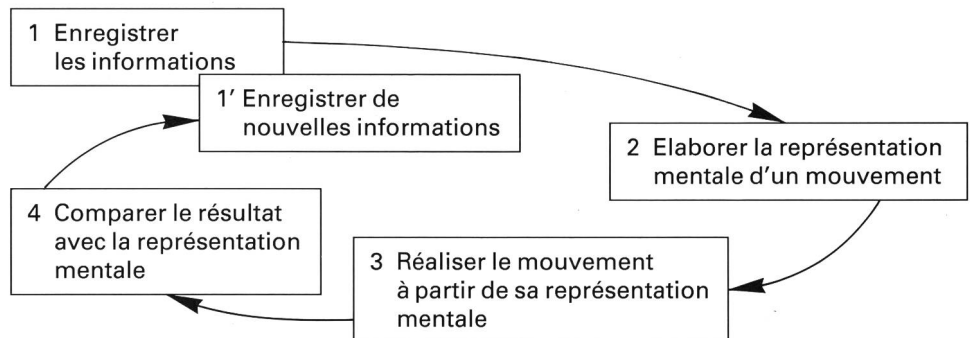 1 Enregistrer
les informations
1’ Enregistrer de
nouvelles informations
2 Elaborer la représentation
mentale d’un mouvement
3 Réaliser le mouvement
à partir de sa représentation
mentale
4 Comparer le résultat
avec la représentation
mentale